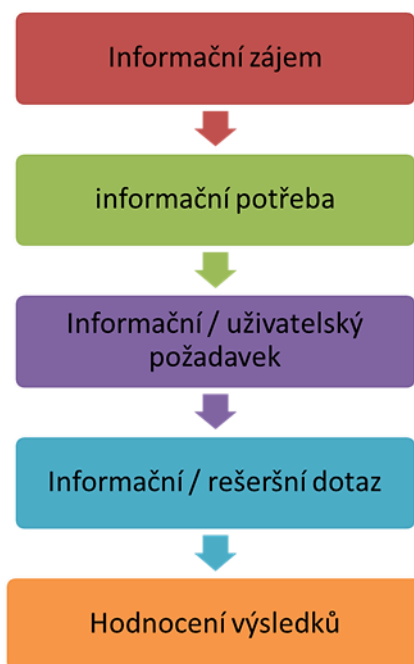 Informační zájem
informační potřeba
Informační / uživatelský
požadavek
Informační / rešeršní dotaz
Hodnocení výsledků